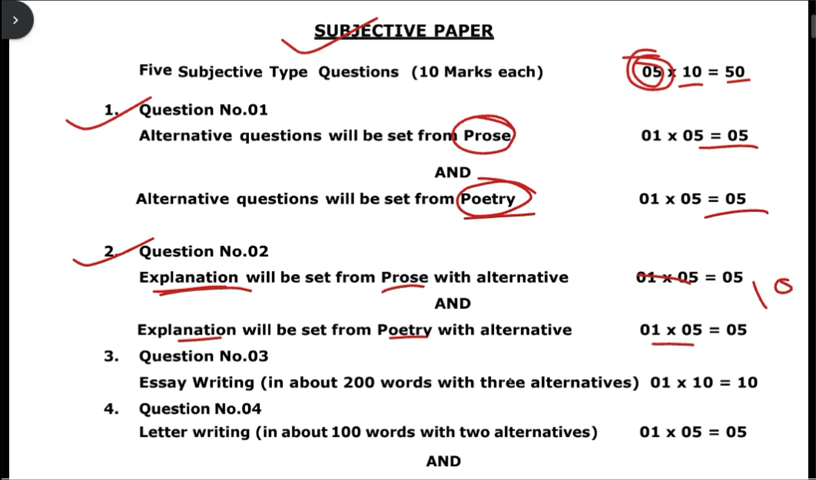 SUBJECTIVE PAPER
Five Subjective Type Questions (10 Marks each) 05 x 10 = 50
1. Question No.01
Alternative questions will be set from Prose 01 x 05 = 05
AND
Alternative questions will be set from Poetry 01 x 05 = 05
2. Question No.02
Explanation will be set from Prose with alternative 01 x 05 = 05
10
AND
Explanation will be set from Poetry with alternative 01 x 05 = 05
3. Question No.03
Essay Writing (in about 200 words with three alternatives) 01 x 10 = 10
4. Question No.04
Letter writing (in about 100 words with two alternatives) 01 x 05 = 05
AND